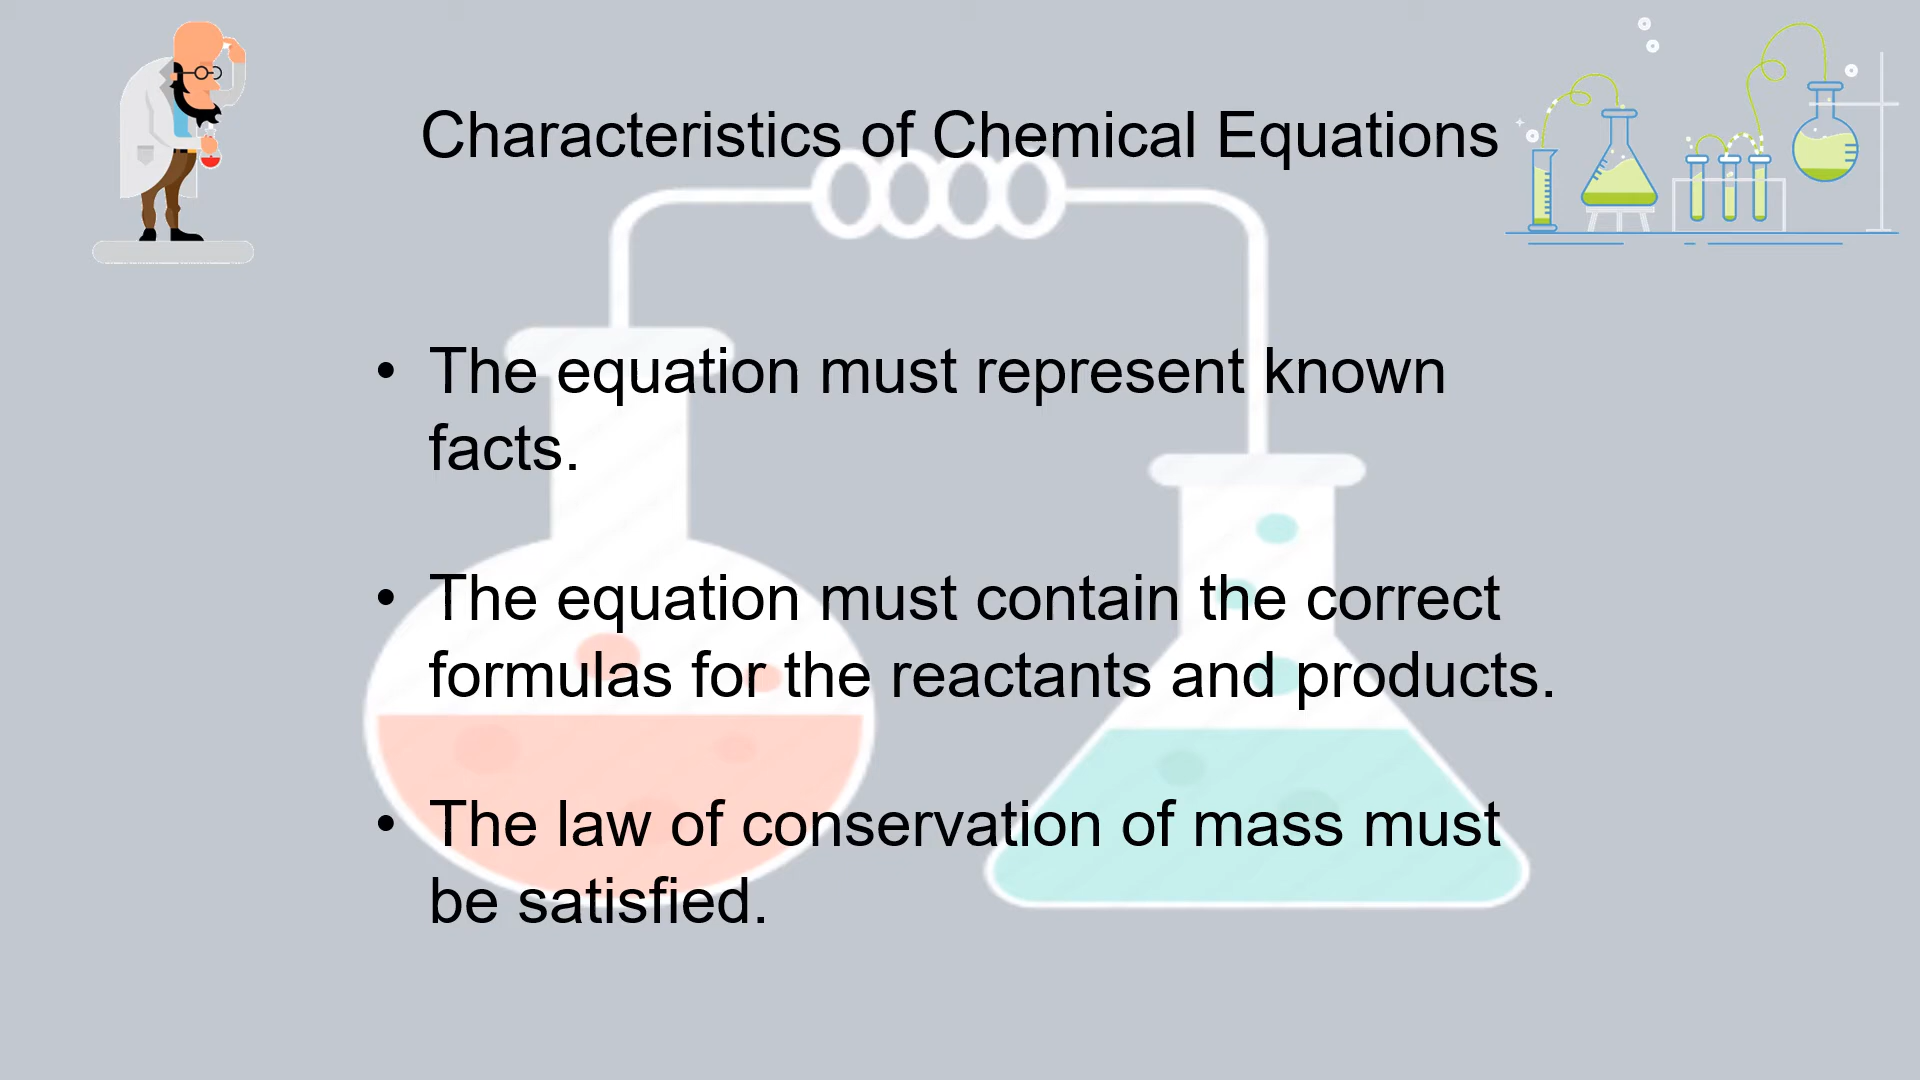 Characteristics of Chemical Equations
• The equation must represent known
facts.
• The equation must contain the correct
formulas for the reactants and products.
• The law of conservation of mass must
be satisfied.